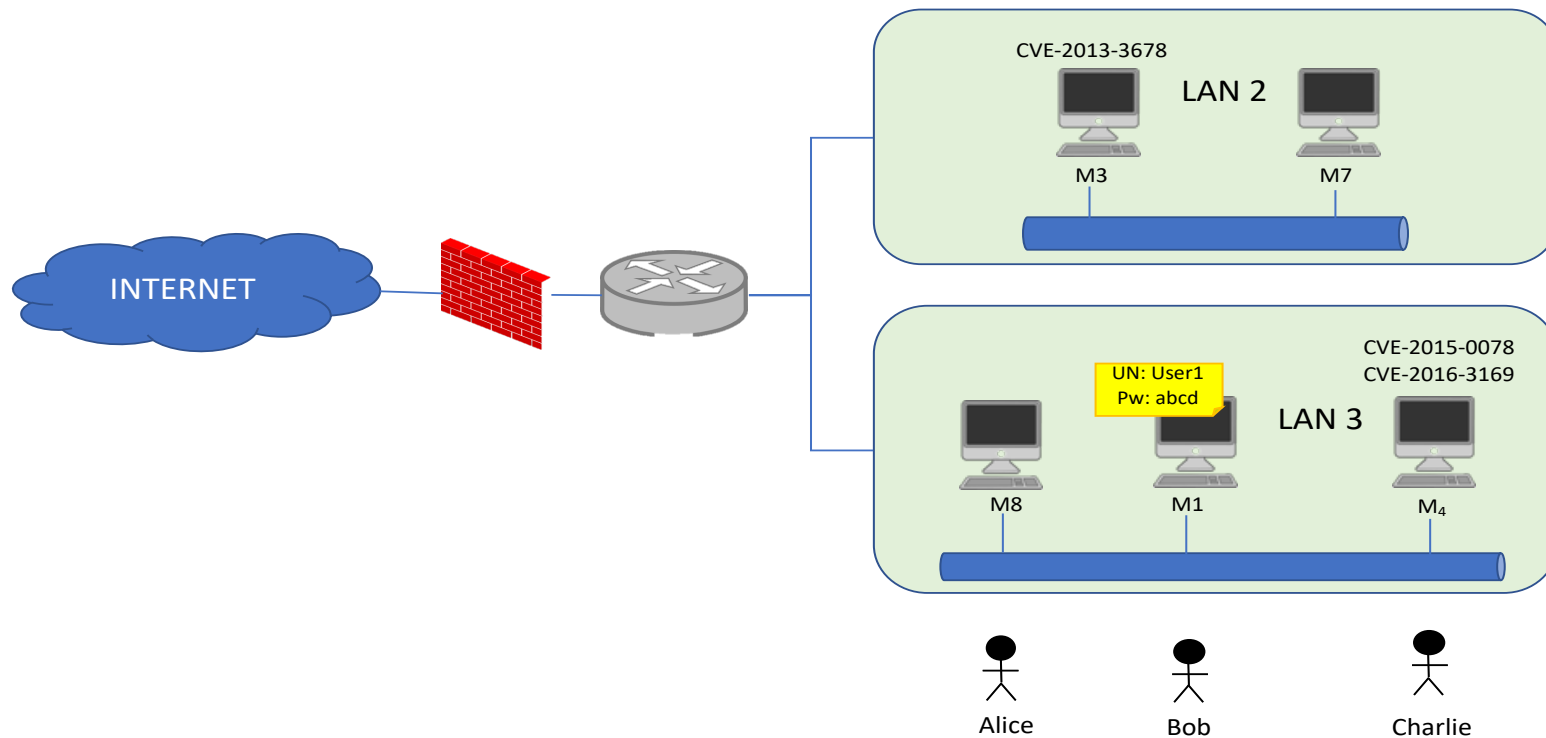 CVE-2013-3678
LAN 2
M3
M7
INTERNET
CVE-2015-0078
CVE-2016-3169
UN: User1
Pw: abcd
LAN 3
M8
M1
M₄
Alice
Bob
Charlie